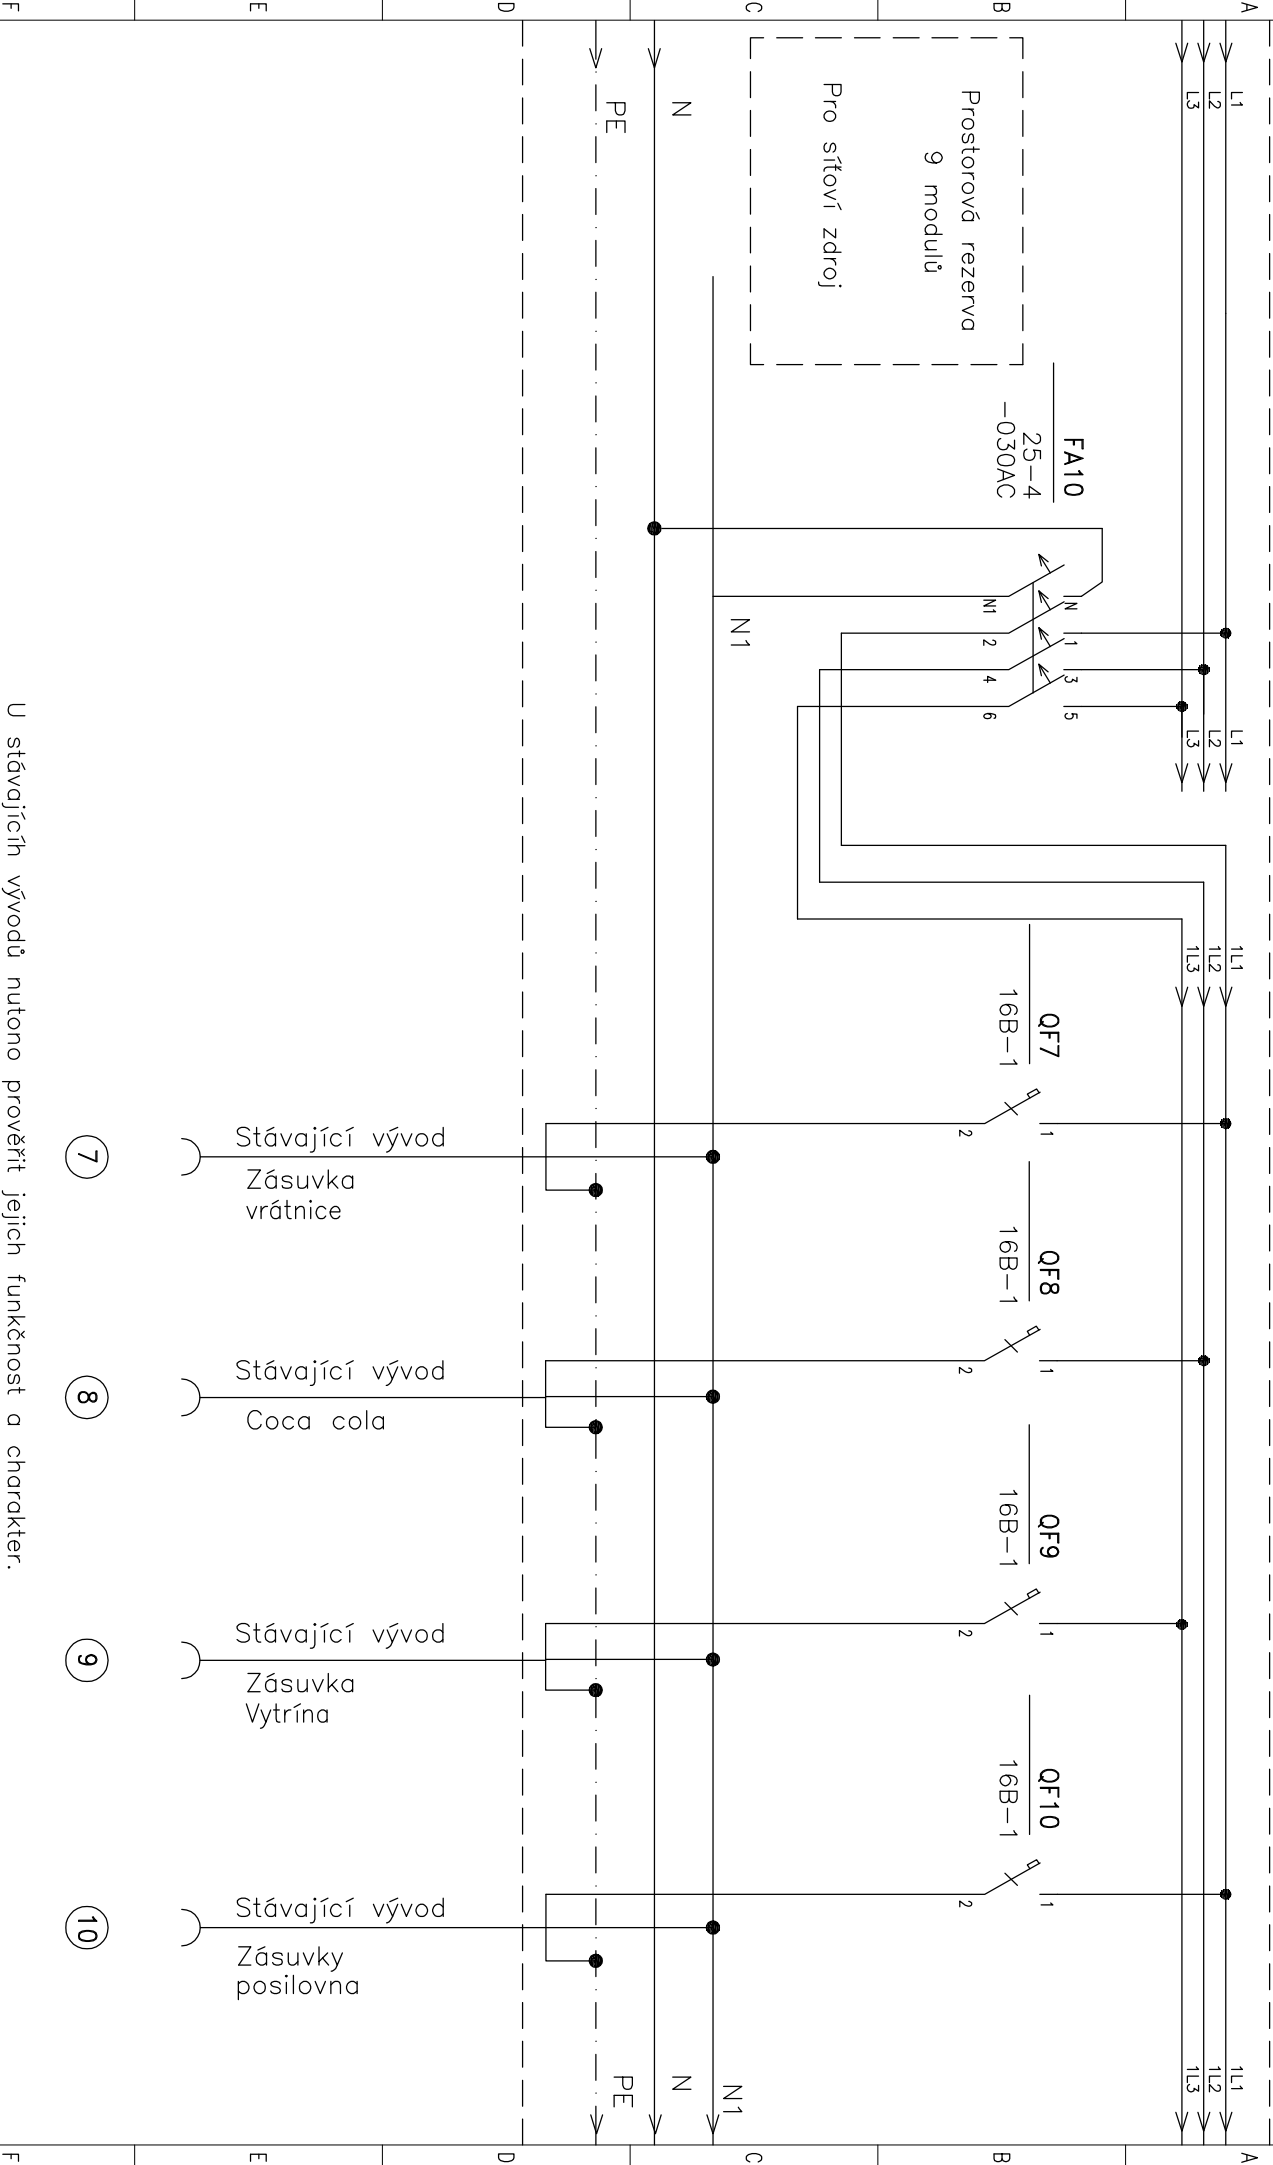 A
B
C
D
E
F
L1
L2
L3
N
PE
Prostorová rezerva
9 modulů
Pro síťoví zdroj
FA10
25-4
-030AC
N
1
3
5
N1
2
4
6
N1
L1
L2
L3
1L1
1L2
1L3
QF7
16B-1
1
2
QF8
16B-1
1
2
QF9
16B-1
1
2
QF10
16B-1
1
2
Stávající vývod
Zásuvka
vrátnice
7
Stávající vývod
Coca cola
8
Stávající vývod
Zásuvka
Vytrína
9
Stávající vývod
Zásuvky
posilovna
10
1L1
1L2
1L3
N1
N
PE
U stávajícíh vývodů nutono prověřit jejich funkčnost a charakter.
A
B
C
D
E
F